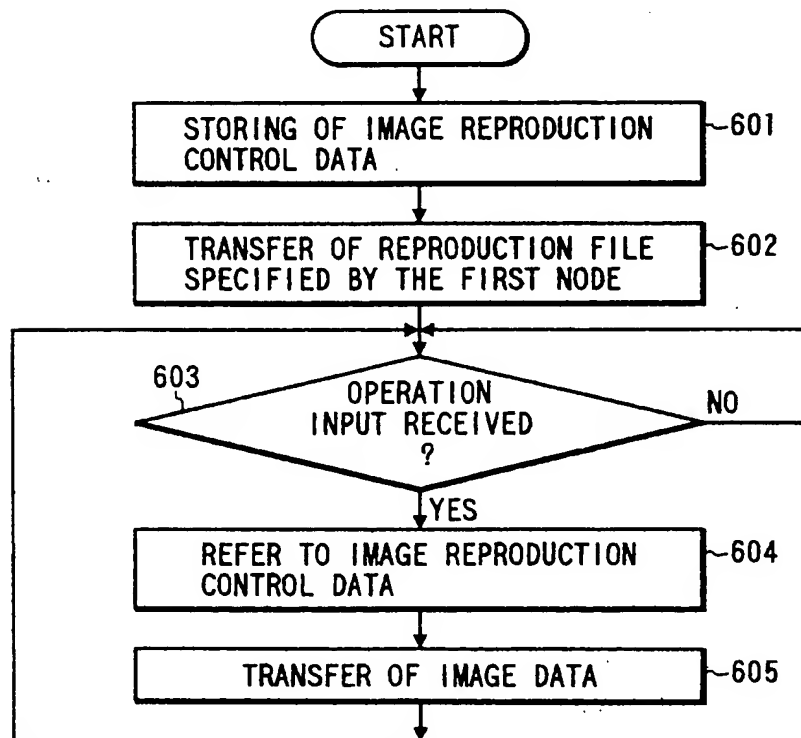 START
STORING OF IMAGE REPRODUCTION
CONTROL DATA
601
TRANSFER OF REPRODUCTION FILE
SPECIFIED BY THE FIRST NODE
602
603
OPERATION
INPUT RECEIVED
?
NO
YES
REFER TO IMAGE REPRODUCTION
CONTROL DATA
604
TRANSFER OF IMAGE DATA
605